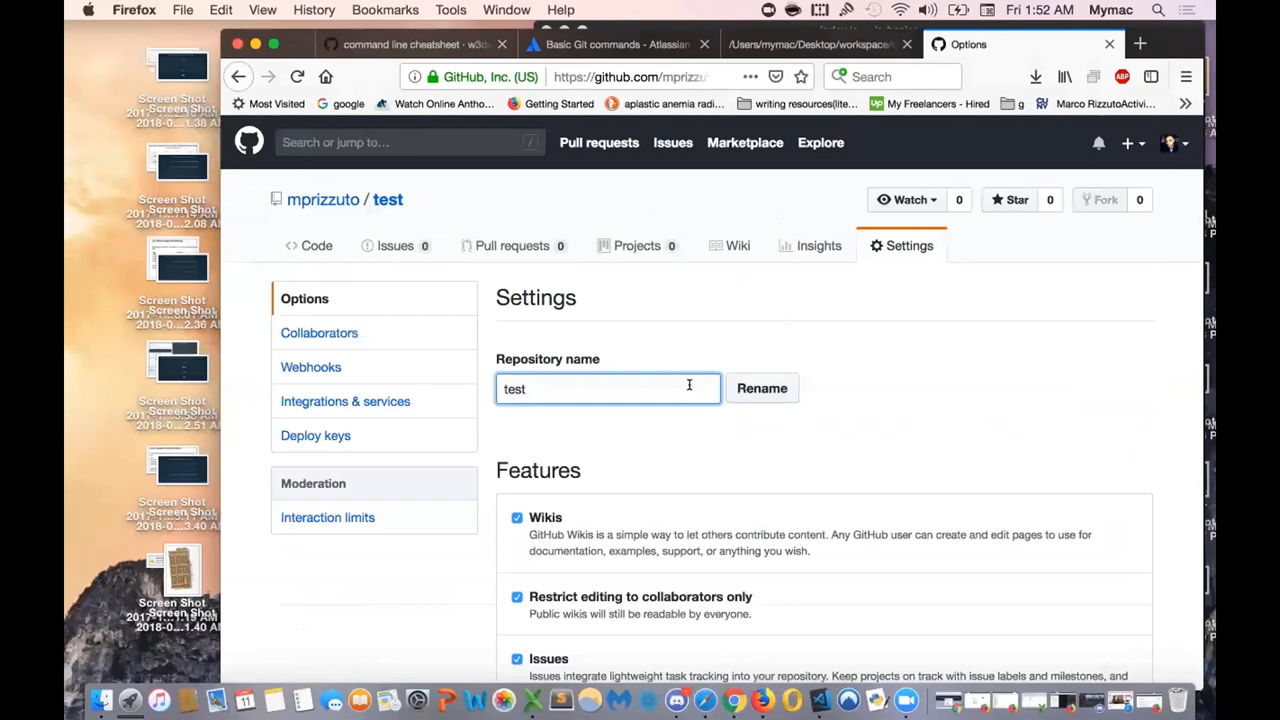 Firefox File Edit View History Bookmarks Tools Window Help Fri 1:52 AM Mymac
command line cheatsheet - w3d
Basic Git commands - Atlassian
/Users/mymac/Desktop/workspace/
Options
GitHub, Inc. (US) https://github.com/mprizzu
Search
Most Visited google Watch Online Antho... Getting Started aplastic anemia radi... writing resources(lite... My Freelancers - Hired g Marco RizzutoActivi...
Search or jump to... /
Pull requests Issues Marketplace Explore
mprizzuto / test
Watch 0 Star 0 Fork 0
Code Issues 0 Pull requests 0 Projects 0 Wiki Insights Settings
Options
Collaborators
Webhooks
Integrations & services
Deploy keys
Moderation
Interaction limits
Settings
Repository name
test Rename
Features
Wikis
GitHub Wikis is a simple way to let others contribute content. Any GitHub user can create and edit pages to use for
documentation, examples, support, or anything you wish.
Restrict editing to collaborators only
Public wikis will still be readable by everyone.
Issues
Issues integrate lightweight task tracking into your repository. Keep projects on track with issue labels and milestones, and
Screen Shot
Screen Shot
Screen Shot
Screen Shot
Screen Shot
Screen Shot